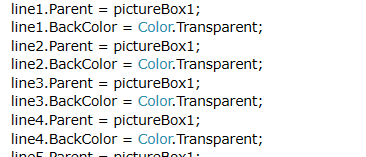 line1.Parent = pictureBox1;
line1.BackColor = Color.Transparent;
line2.Parent = pictureBox1;
line2.BackColor = Color.Transparent;
line3.Parent = pictureBox1;
line3.BackColor = Color.Transparent;
line4.Parent = pictureBox1;
line4.BackColor = Color.Transparent;
line5.Parent = pictureBox1;